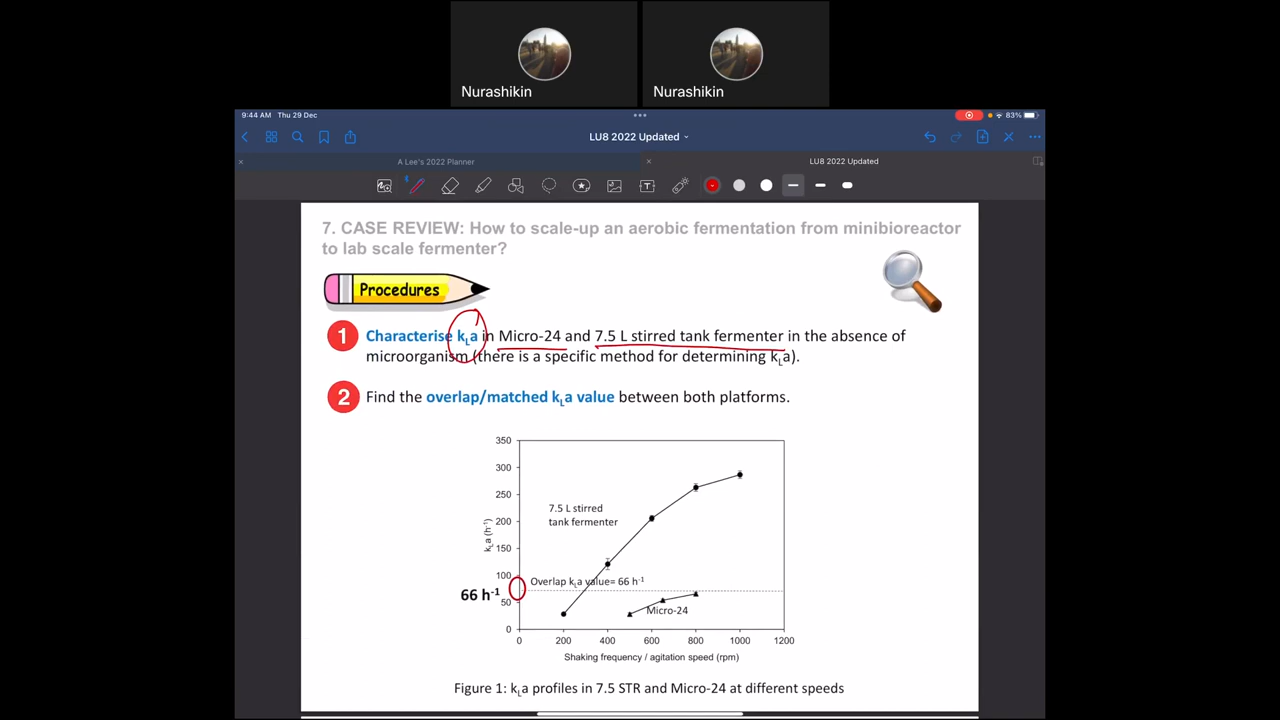 Nurashikin
Nurashikin
9:44 AM Thu 29 Dec
83%
LU8 2022 Updated
A Lee's 2022 Planner
LU8 2022 Updated
7. CASE REVIEW: How to scale-up an aerobic fermentation from minibioreactor
to lab scale fermenter?
Procedures
1 Characterise kLa in Micro-24 and 7.5 L stirred tank fermenter in the absence of
microorganism (there is a specific method for determining kLa).
2 Find the overlap/matched kLa value between both platforms.
350
300
250
200
150
100
50
0
kLa (h-1)
66 h-1
7.5 L stirred
tank fermenter
Overlap kLa value= 66 h-1
Micro-24
0 200 400 600 800 1000 1200
Shaking frequency / agitation speed (rpm)
Figure 1: kLa profiles in 7.5 STR and Micro-24 at different speeds